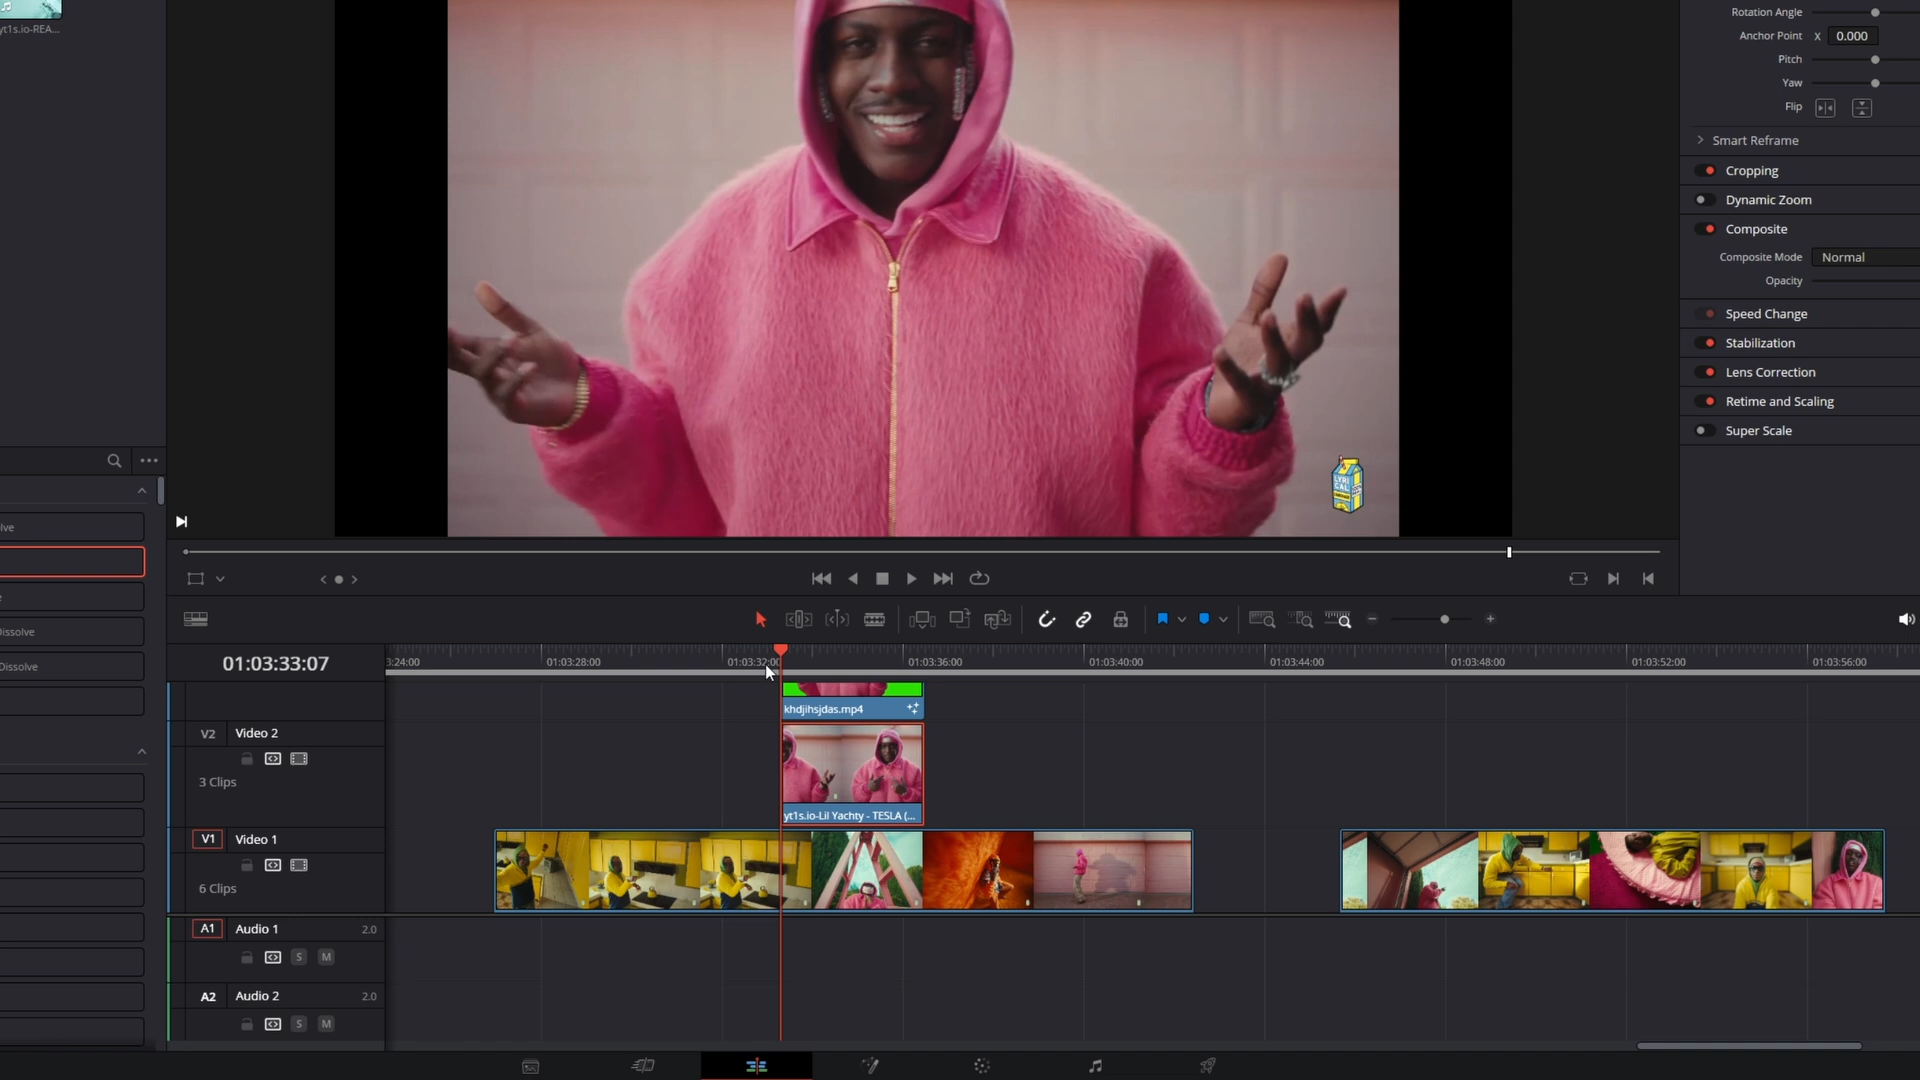 yt1s.io-REA...
Rotation Angle
Anchor Point X 0.000
Pitch
Yaw
Flip
Smart Reframe
Cropping
Dynamic Zoom
Composite
Composite Mode Normal
Opacity
Speed Change
Stabilization
Lens Correction
Retime and Scaling
Super Scale
LYRI
CAL
lve
Dissolve
Dissolve
01:03:33:07
3:24:00 01:03:28:00 01:03:32:00 01:03:36:00 01:03:40:00 01:03:44:00 01:03:48:00 01:03:52:00 01:03:56:00
khdjihsjdas.mp4
V2 Video 2
3 Clips
yt1s.io-Lil Yachty - TESLA (...
V1 Video 1
6 Clips
A1 Audio 1 2.0
S M
A2 Audio 2 2.0
S M